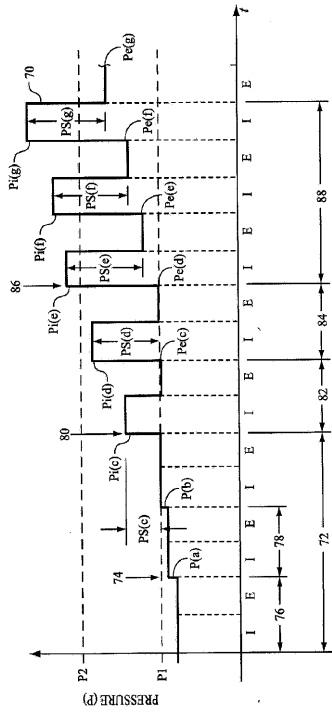 PRESSURE (P)
P2
P1
74
PS(c)
80
Pi(c)
Pi(d)
PS(d)
86
Pi(e)
PS(e)
Pi(f)
PS(f)
Pi(g)
PS(g)
70
P(a)
P(b)
Pe(c)
Pe(d)
Pe(e)
Pe(f)
Pe(g)
t
I E I E I E I E I E I E I E I E
76
78
72
82
84
88